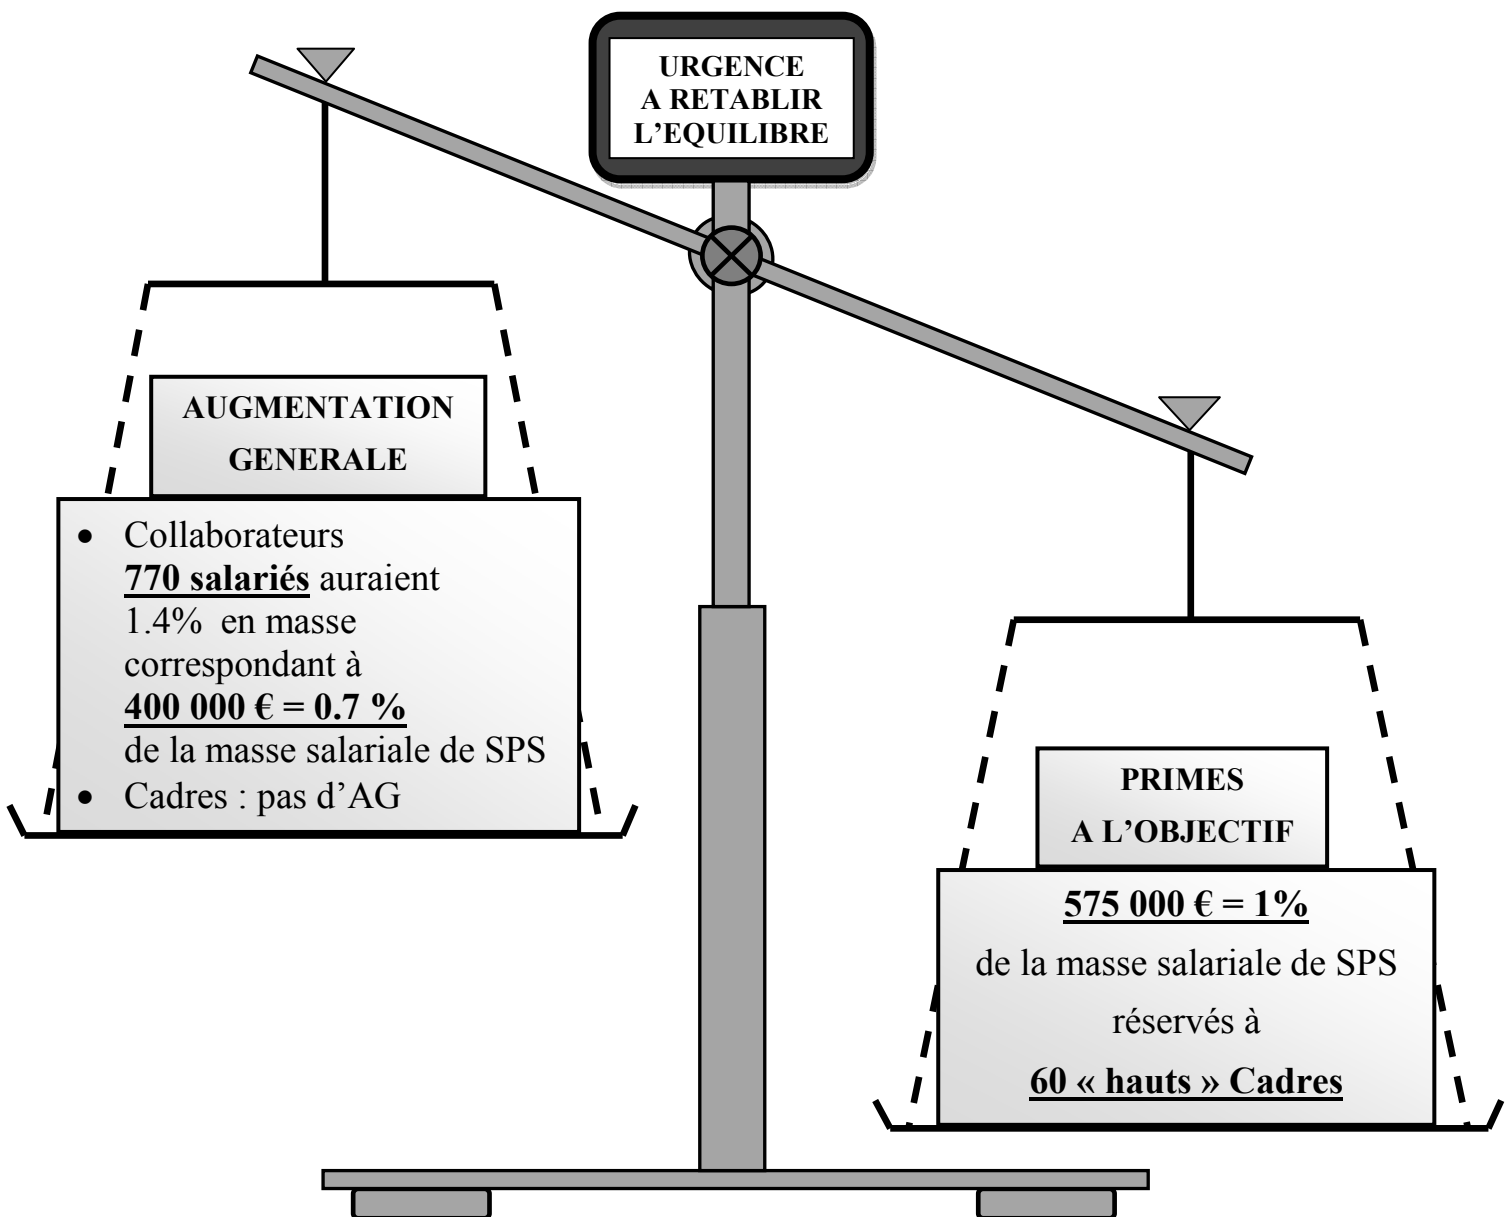 URGENCE
A RETABLIR
L’EQUILIBRE
AUGMENTATION
GENERALE
• Collaborateurs
770 salariés auraient
1.4% en masse
correspondant à
400 000 € = 0.7 %
de la masse salariale de SPS
• Cadres : pas d’AG
PRIMES
A L’OBJECTIF
575 000 € = 1%
de la masse salariale de SPS
réservés à
60 « hauts » Cadres